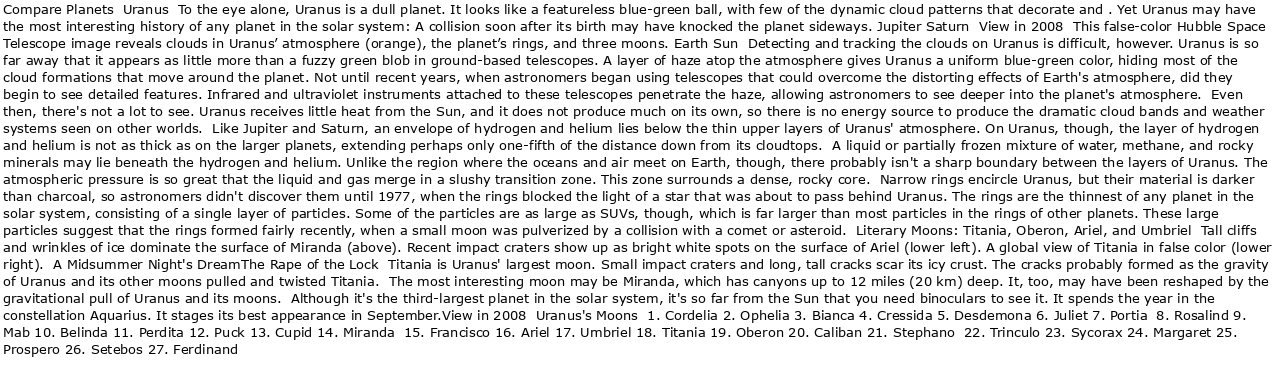 Compare Planets  Uranus  To the eye alone, Uranus is a dull planet. It looks like a featureless blue-green ball, with few of the dynamic cloud patterns that decorate and . Yet Uranus may have
the most interesting history of any planet in the solar system: A collision soon after its birth may have knocked the planet sideways. Jupiter Saturn  View in 2008  This false-color Hubble Space
Telescope image reveals clouds in Uranus’ atmosphere (orange), the planet’s rings, and three moons. Earth Sun  Detecting and tracking the clouds on Uranus is difficult, however. Uranus is so
far away that it appears as little more than a fuzzy green blob in ground-based telescopes. A layer of haze atop the atmosphere gives Uranus a uniform blue-green color, hiding most of the
cloud formations that move around the planet. Not until recent years, when astronomers began using telescopes that could overcome the distorting effects of Earth's atmosphere, did they
begin to see detailed features. Infrared and ultraviolet instruments attached to these telescopes penetrate the haze, allowing astronomers to see deeper into the planet's atmosphere.  Even
then, there's not a lot to see. Uranus receives little heat from the Sun, and it does not produce much on its own, so there is no energy source to produce the dramatic cloud bands and weather
systems seen on other worlds.  Like Jupiter and Saturn, an envelope of hydrogen and helium lies below the thin upper layers of Uranus' atmosphere. On Uranus, though, the layer of hydrogen
and helium is not as thick as on the larger planets, extending perhaps only one-fifth of the distance down from its cloudtops.  A liquid or partially frozen mixture of water, methane, and rocky
minerals may lie beneath the hydrogen and helium. Unlike the region where the oceans and air meet on Earth, though, there probably isn't a sharp boundary between the layers of Uranus. The
atmospheric pressure is so great that the liquid and gas merge in a slushy transition zone. This zone surrounds a dense, rocky core.  Narrow rings encircle Uranus, but their material is darker
than charcoal, so astronomers didn't discover them until 1977, when the rings blocked the light of a star that was about to pass behind Uranus. The rings are the thinnest of any planet in the
solar system, consisting of a single layer of particles. Some of the particles are as large as SUVs, though, which is far larger than most particles in the rings of other planets. These large
particles suggest that the rings formed fairly recently, when a small moon was pulverized by a collision with a comet or asteroid.  Literary Moons: Titania, Oberon, Ariel, and Umbriel  Tall cliffs
and wrinkles of ice dominate the surface of Miranda (above). Recent impact craters show up as bright white spots on the surface of Ariel (lower left). A global view of Titania in false color (lower
right).  A Midsummer Night's DreamThe Rape of the Lock  Titania is Uranus' largest moon. Small impact craters and long, tall cracks scar its icy crust. The cracks probably formed as the gravity
of Uranus and its other moons pulled and twisted Titania.  The most interesting moon may be Miranda, which has canyons up to 12 miles (20 km) deep. It, too, may have been reshaped by the
gravitational pull of Uranus and its moons.  Although it's the third-largest planet in the solar system, it's so far from the Sun that you need binoculars to see it. It spends the year in the
constellation Aquarius. It stages its best appearance in September.View in 2008  Uranus's Moons  1. Cordelia 2. Ophelia 3. Bianca 4. Cressida 5. Desdemona 6. Juliet 7. Portia  8. Rosalind 9.
Mab 10. Belinda 11. Perdita 12. Puck 13. Cupid 14. Miranda  15. Francisco 16. Ariel 17. Umbriel 18. Titania 19. Oberon 20. Caliban 21. Stephano  22. Trinculo 23. Sycorax 24. Margaret 25.
Prospero 26. Setebos 27. Ferdinand